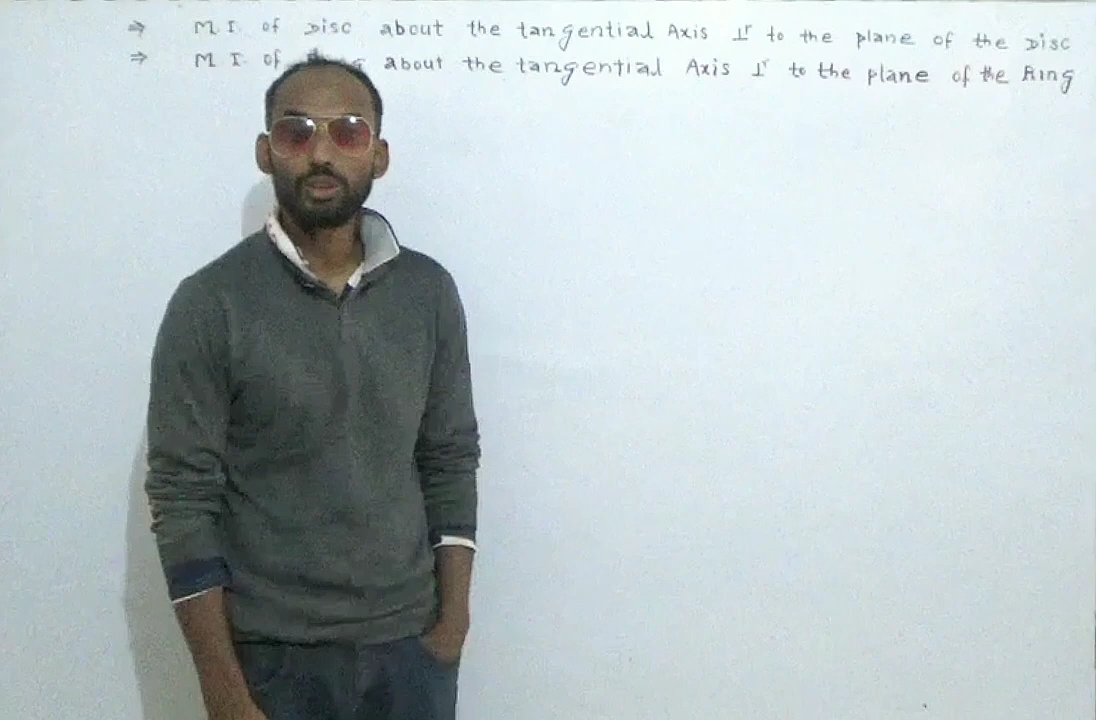 ⇒ M.I. of Disc about the tangential Axis ⊥r to the plane of the Disc
⇒ M I. of about the tangential Axis ⊥r to the plane of the Ring